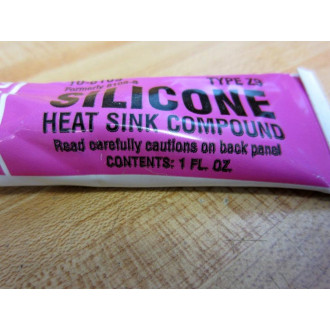 TYPE Z9
SILICONE
HEAT SINK COMPOUND
Read carefully cautions on back panel
CONTENTS: 1 FL. OZ.